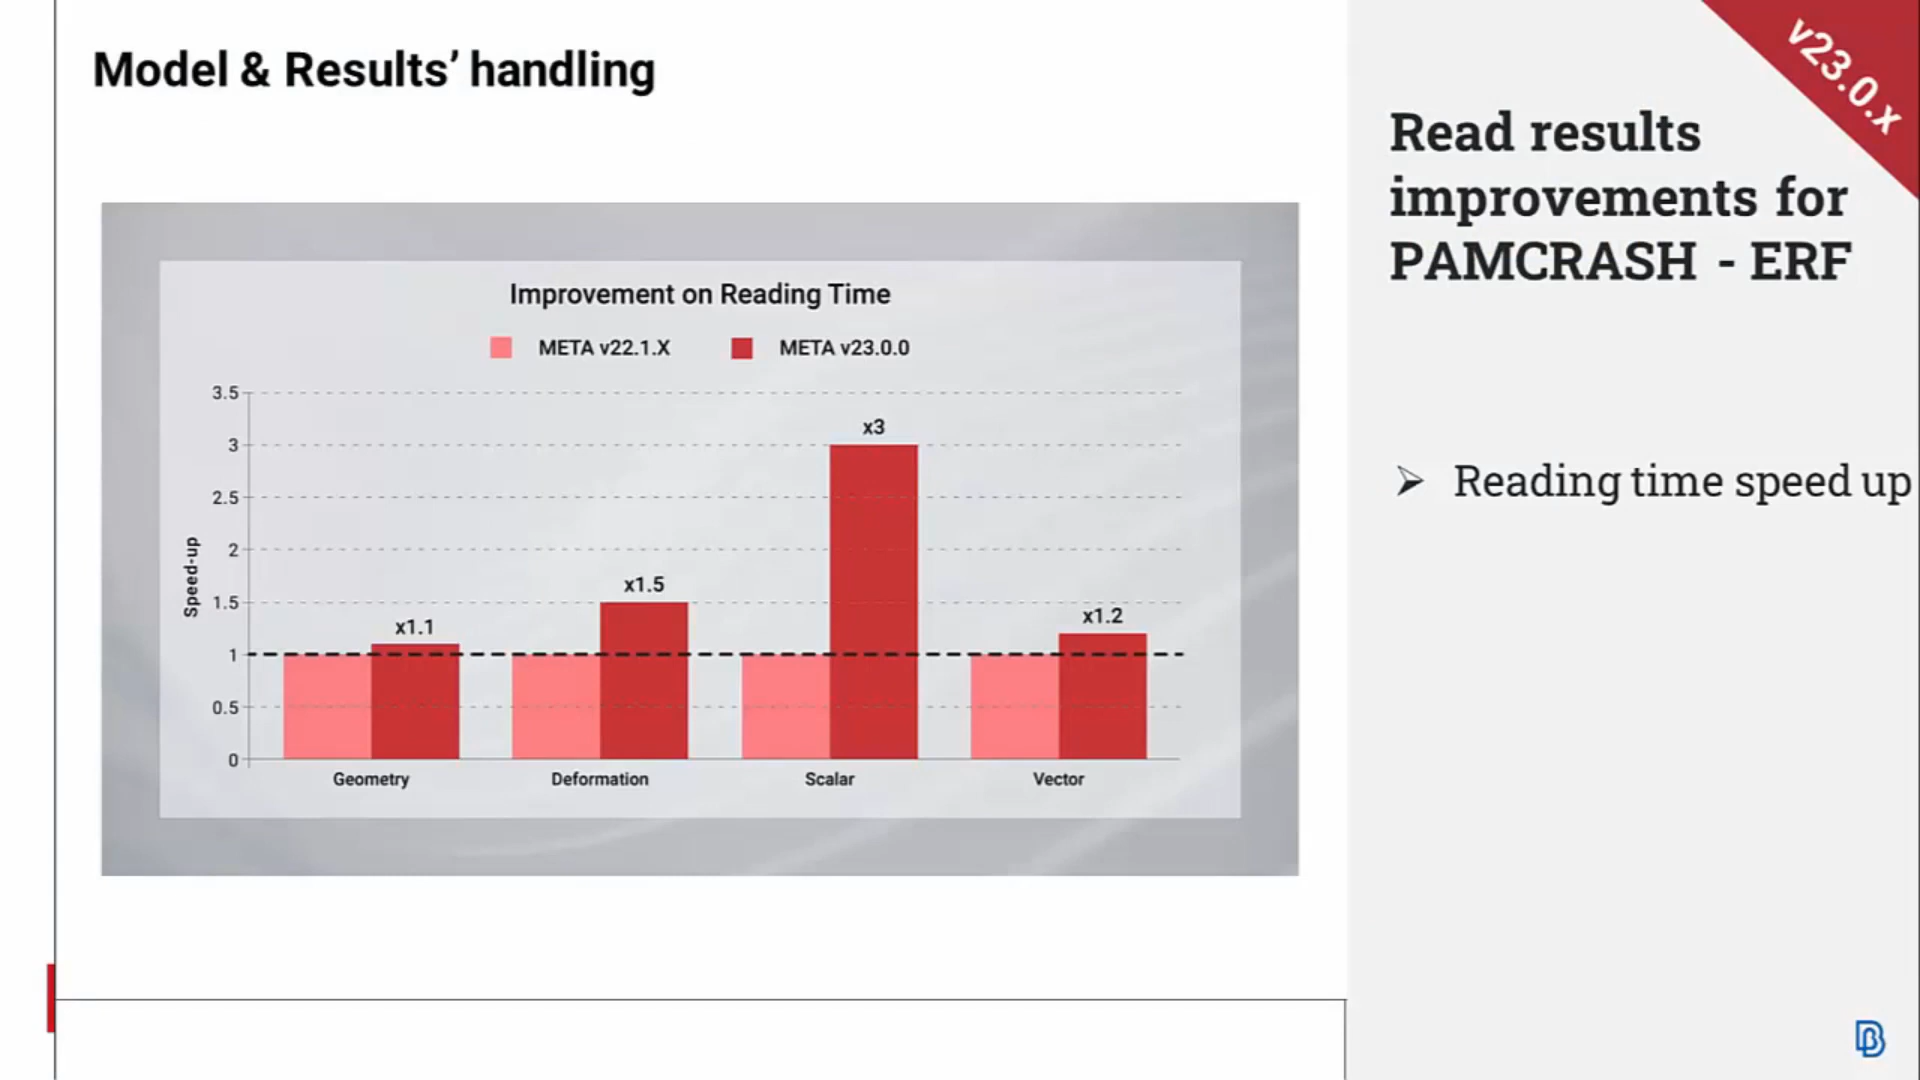 Model & Results’ handling
v23.0.x
Read results
improvements for
PAMCRASH - ERF
➢ Reading time speed up
Improvement on Reading Time
META v22.1.X META v23.0.0
Speed-up
3.5
3
2.5
2
1.5
1
0.5
0
x1.1
x1.5
x3
x1.2
Geometry Deformation Scalar Vector